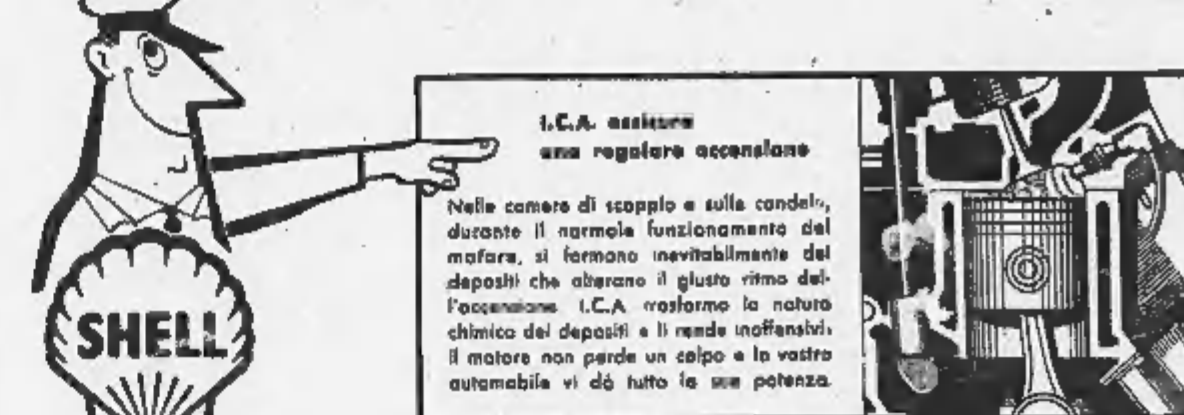 I.C.A. assicura
una regolare accensione
Nelle camere di scoppio e sulle candele,
durante il normale funzionamento del
motore, si formano inevitabilmente dei
depositi che alterano il giusto ritmo del-
l'accensione. I.C.A. trasforma la natura
chimica dei depositi e li rende inoffensivi.
Il motore non perde un colpo e la vostra
automobile vi dà tutta la sua potenza.
SHELL